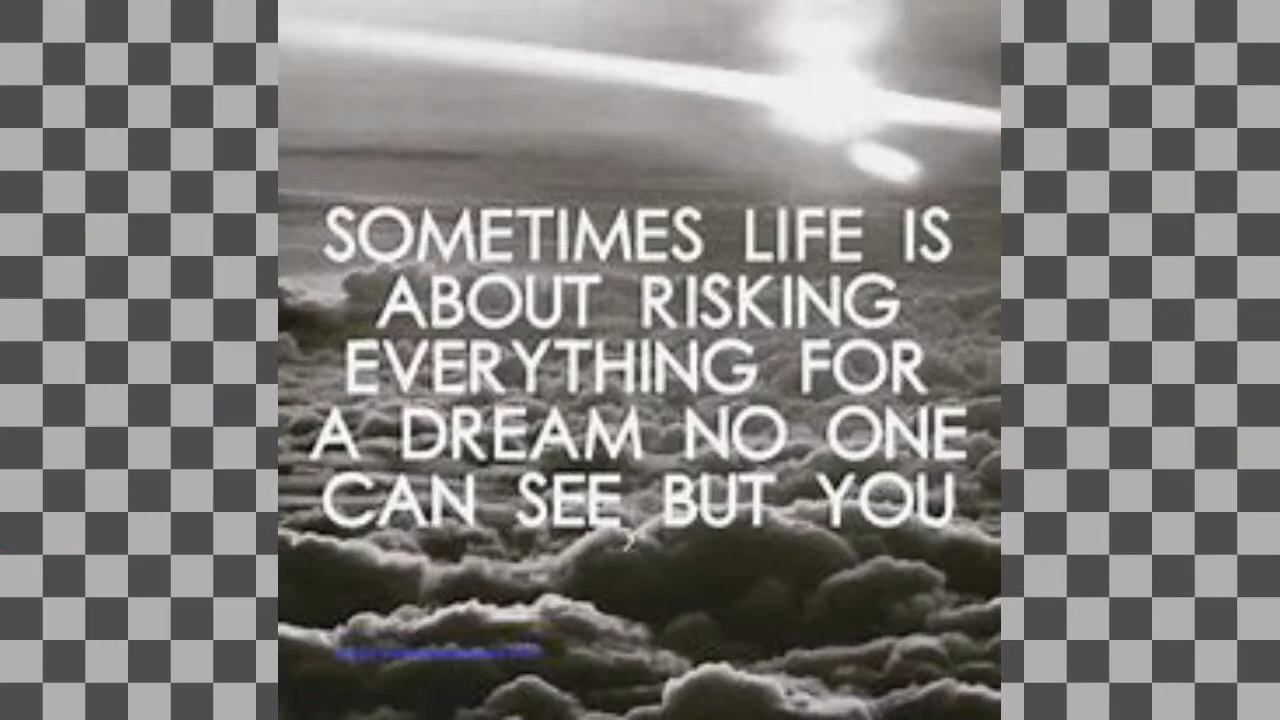 SOMETIMES LIFE IS
ABOUT RISKING
EVERYTHING FOR
A DREAM NO ONE
CAN SEE BUT YOU